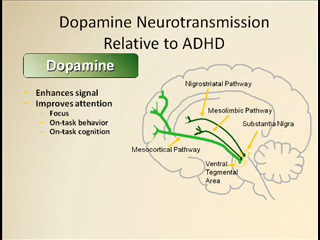 Dopamine Neurotransmission
Relative to ADHD
Dopamine
Enhances signal
Improves attention
– Focus
– On-task behavior
– On-task cognition
Nigrostriatal Pathway
Mesolimbic Pathway
Substantia Nigra
Mesocortical Pathway
Ventral
Tegmental
Area